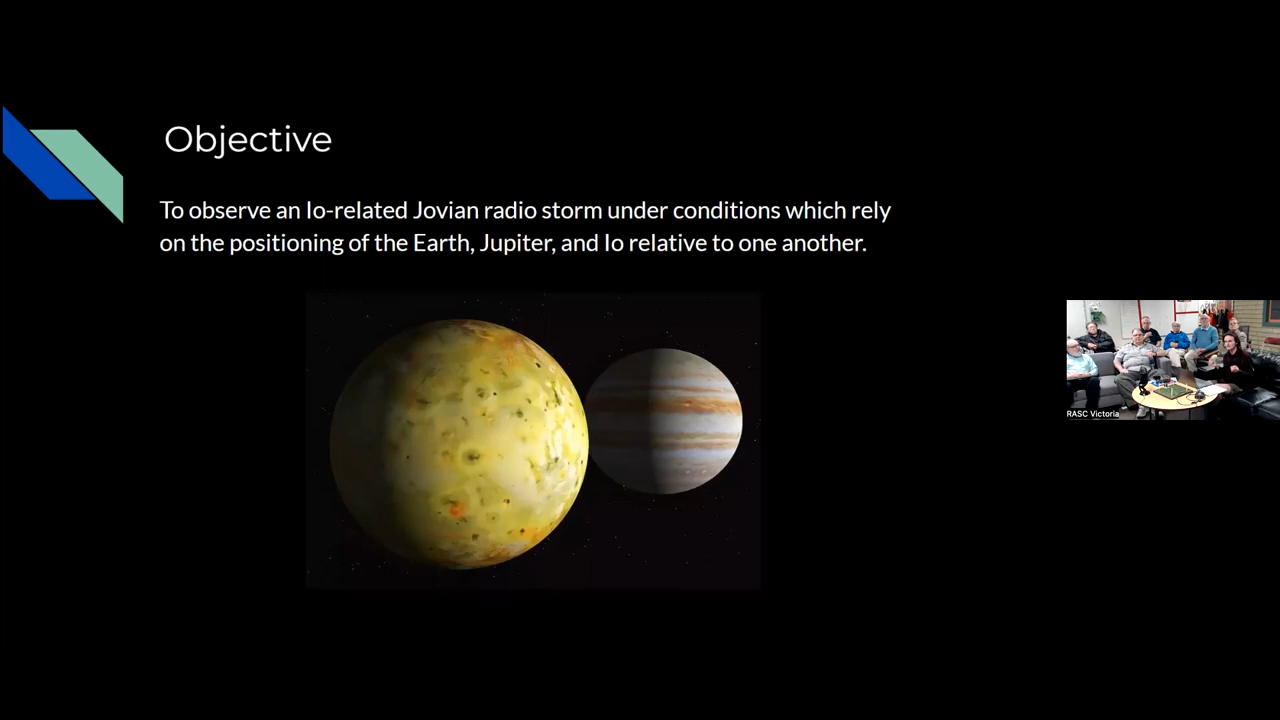 Objective
To observe an Io-related Jovian radio storm under conditions which rely
on the positioning of the Earth, Jupiter, and Io relative to one another.
RASC Victoria